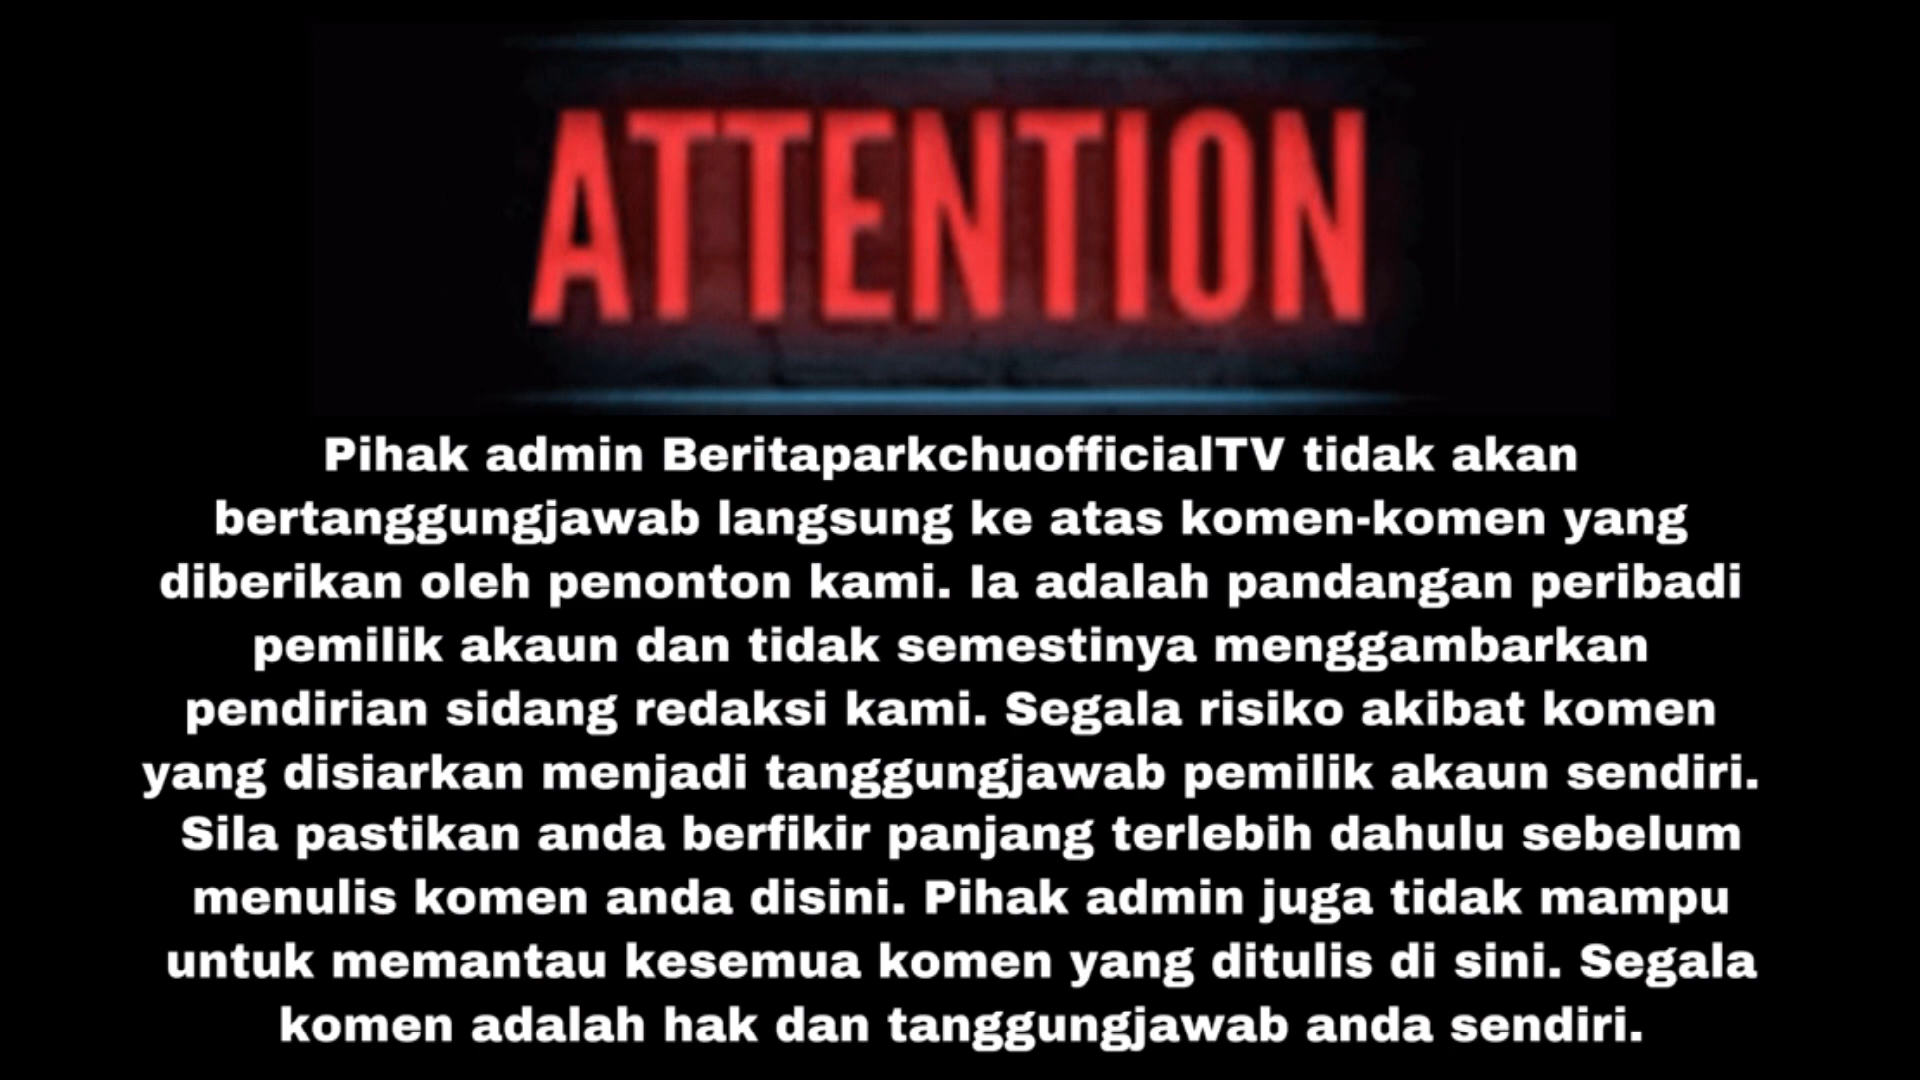 ATTENTION
Pihak admin BeritaparkchuofficialTV tidak akan
bertanggungjawab langsung ke atas komen-komen yang
diberikan oleh penonton kami. Ia adalah pandangan peribadi
pemilik akaun dan tidak semestinya menggambarkan
pendirian sidang redaksi kami. Segala risiko akibat komen
yang disiarkan menjadi tanggungjawab pemilik akaun sendiri.
Sila pastikan anda berfikir panjang terlebih dahulu sebelum
menulis komen anda disini. Pihak admin juga tidak mampu
untuk memantau kesemua komen yang ditulis di sini. Segala
komen adalah hak dan tanggungjawab anda sendiri.